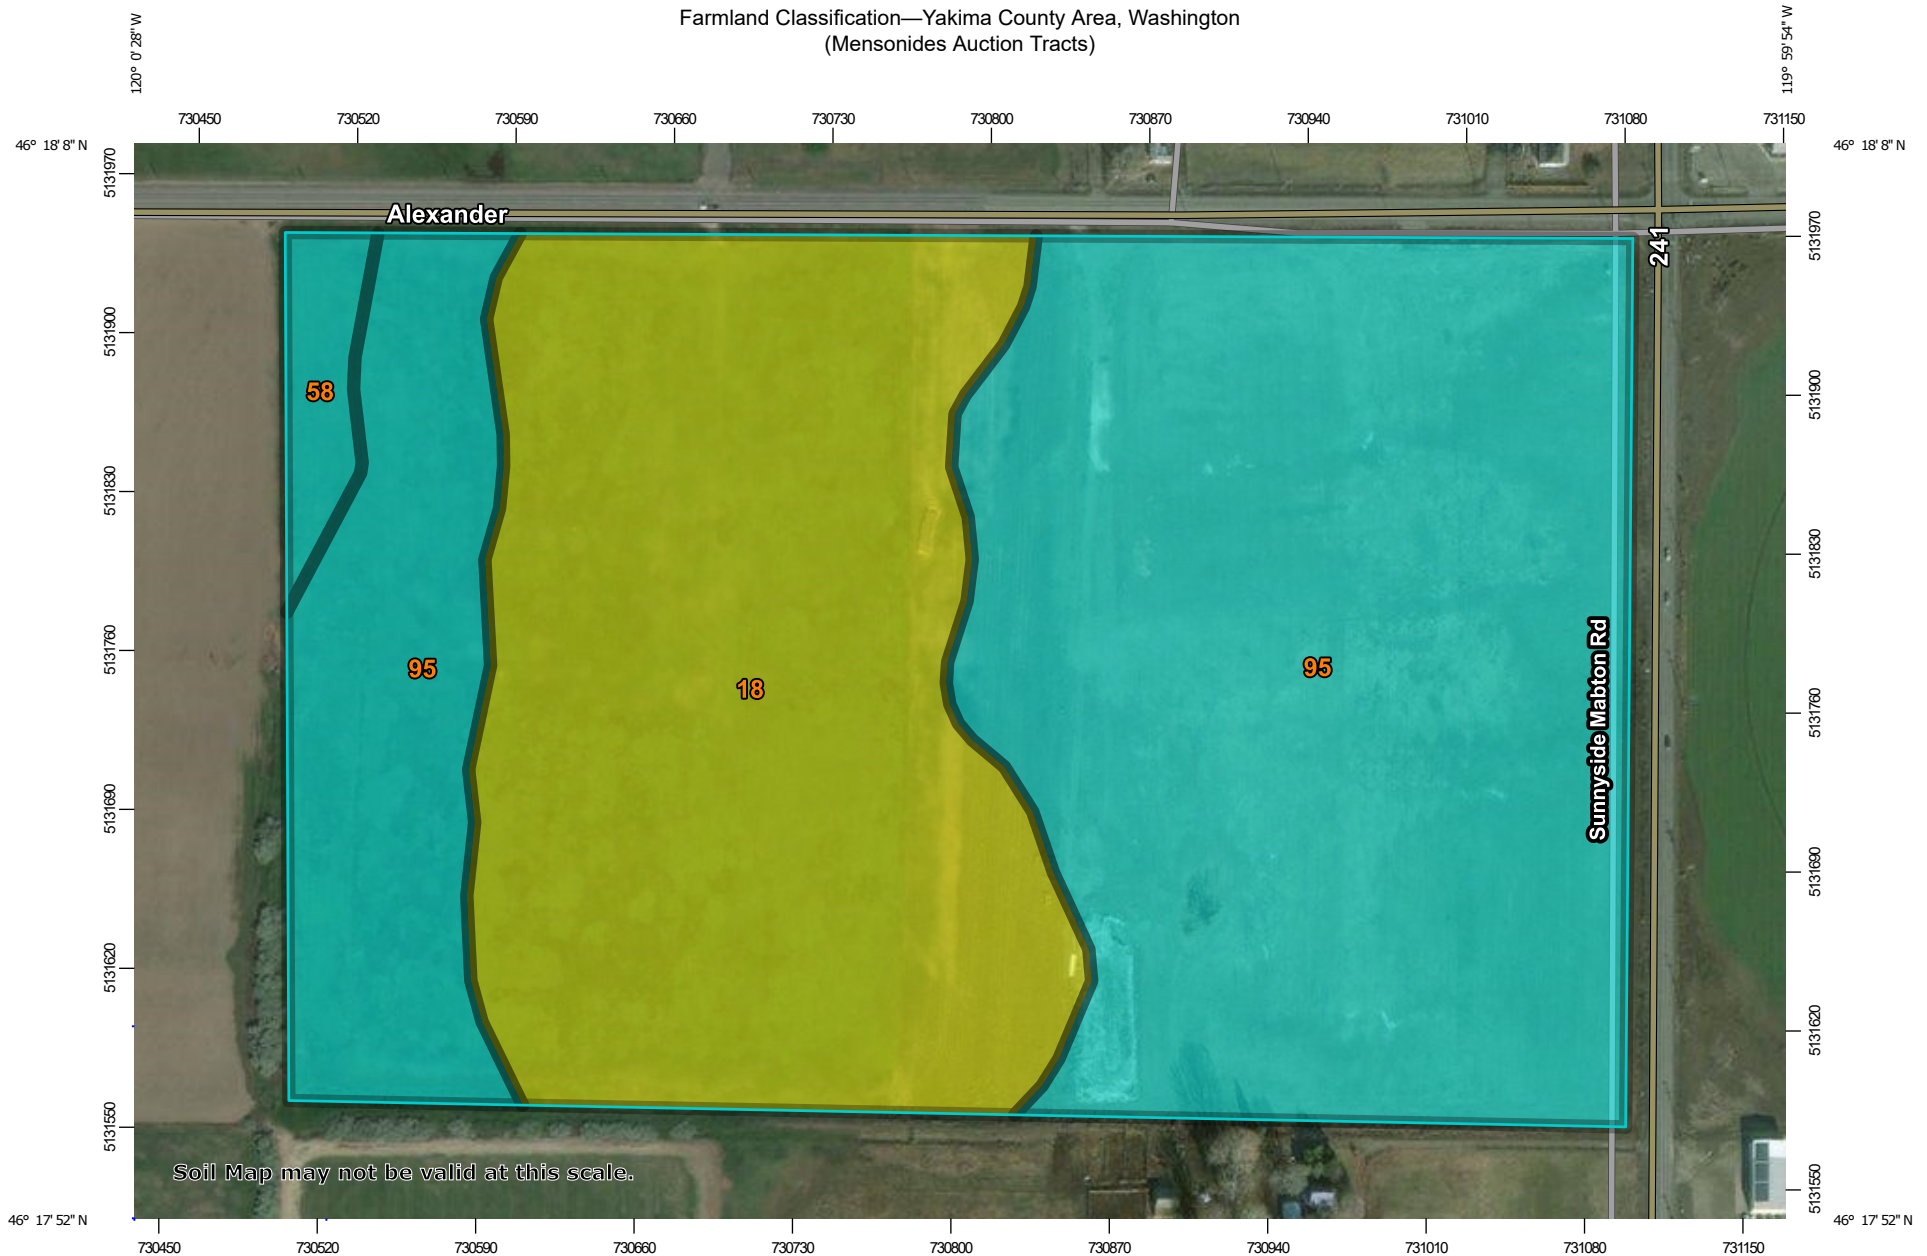 Farmland Classification—Yakima County Area, Washington
(Mensonides Auction Tracts)
120° 0' 28'' W
119° 59' 54'' W
730450 730520 730590 730660 730730 730800 730870 730940 731010 731080 731150
46° 18' 8'' N
46° 18' 8'' N
5131970
5131970
Alexander
241
5131900
5131900
58
5131830
5131830
5131760
5131760
95
18
95
Sunnyside Mabton Rd
5131690
5131690
5131620
5131620
5131550
5131550
Soil Map may not be valid at this scale.
46° 17' 52'' N
46° 17' 52'' N
730450 730520 730590 730660 730730 730800 730870 730940 731010 731080 731150